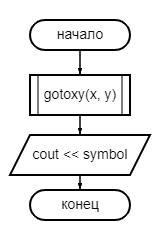 начало
gotoxy(x, y)
cout << symbol
конец